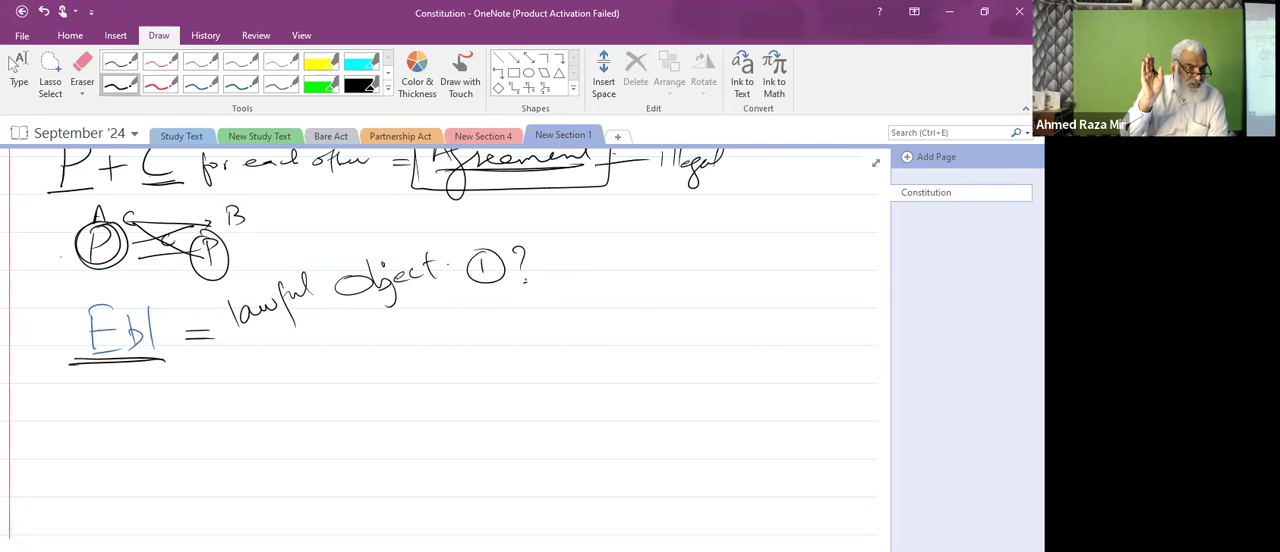 Constitution - OneNote (Product Activation Failed)
File Home Insert Draw History Review View
Type Lasso Select Eraser Color & Thickness Draw with Touch Insert Space Delete Arrange Rotate Ink to Text Ink to Math
Tools Shapes Edit Convert
September '24 Study Text New Study Text Bare Act Partnership Act New Section 4 New Section 1 Search (Ctrl+E)
Add Page
Constitution
Ahmed Raza Mir
P + C for each other = Agreement - illegal
A B
P C P
Ebl = lawful object. 1 ?